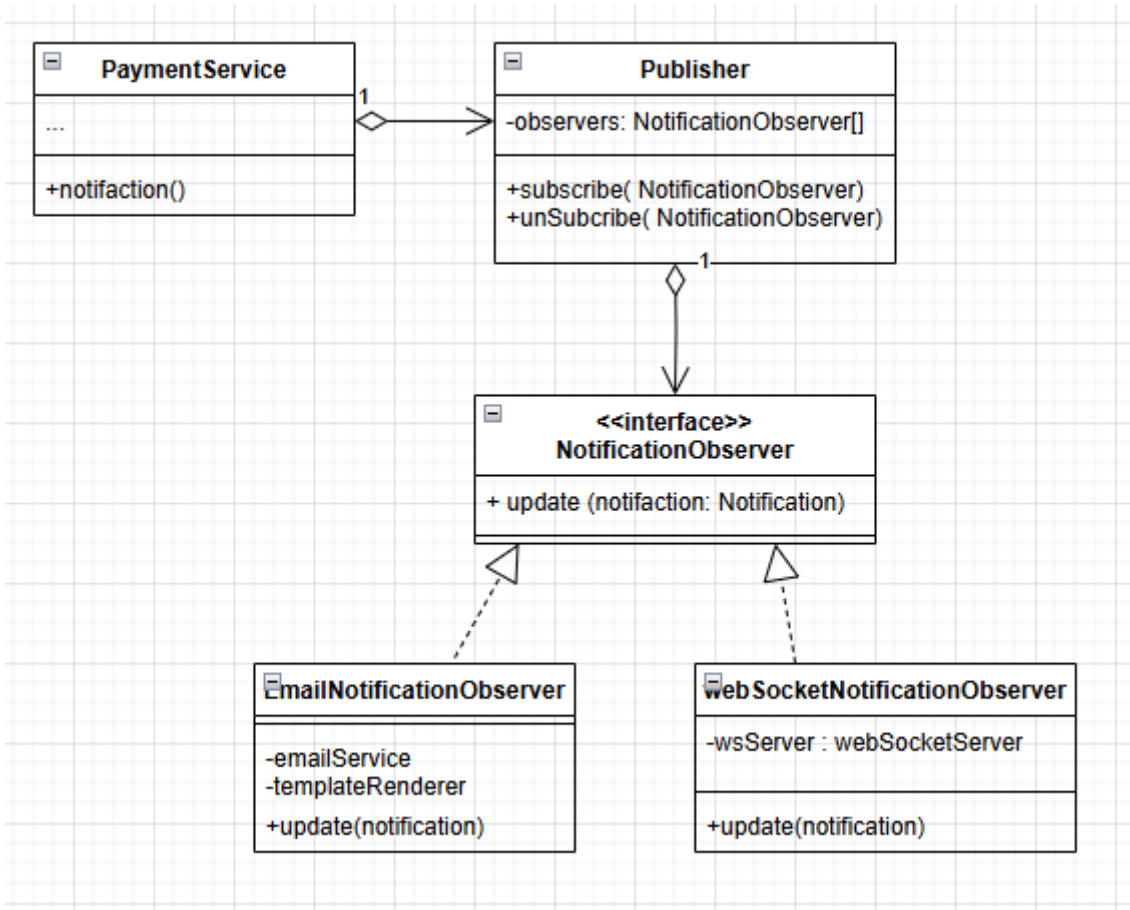 PaymentService
...
+notifaction()
1
Publisher
-observers: NotificationObserver[]
+subscribe( NotificationObserver)
+unSubcribe( NotificationObserver)
1
<<interface>>
NotificationObserver
+ update (notifaction: Notification)
EmailNotificationObserver
-emailService
-templateRenderer
+update(notification)
webSocketNotificationObserver
-wsServer : webSocketServer
+update(notification)